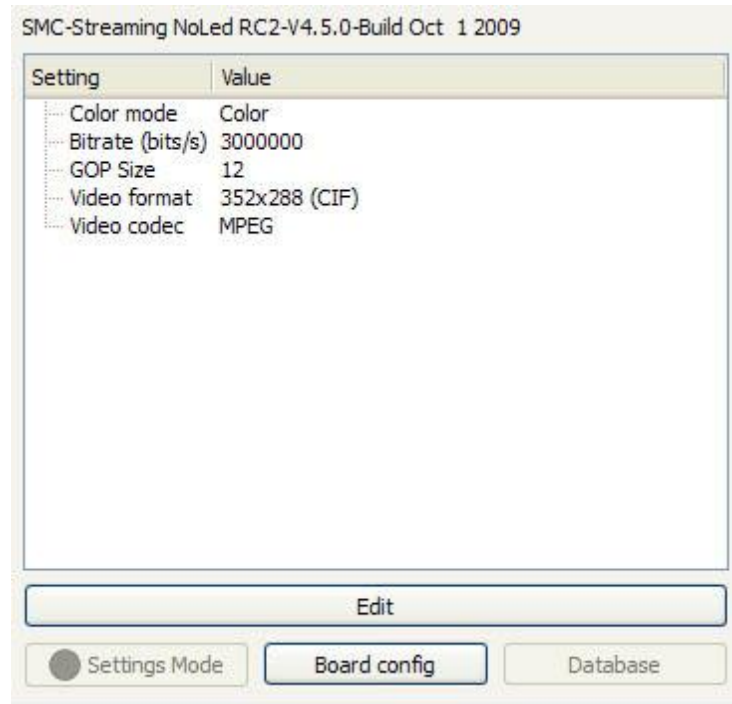 SMC-Streaming NoLed RC2-V4.5.0-Build Oct  1 2009
Setting Value
Color mode Color
Bitrate (bits/s) 3000000
GOP Size 12
Video format 352x288 (CIF)
Video codec MPEG
Edit
Settings Mode Board config Database